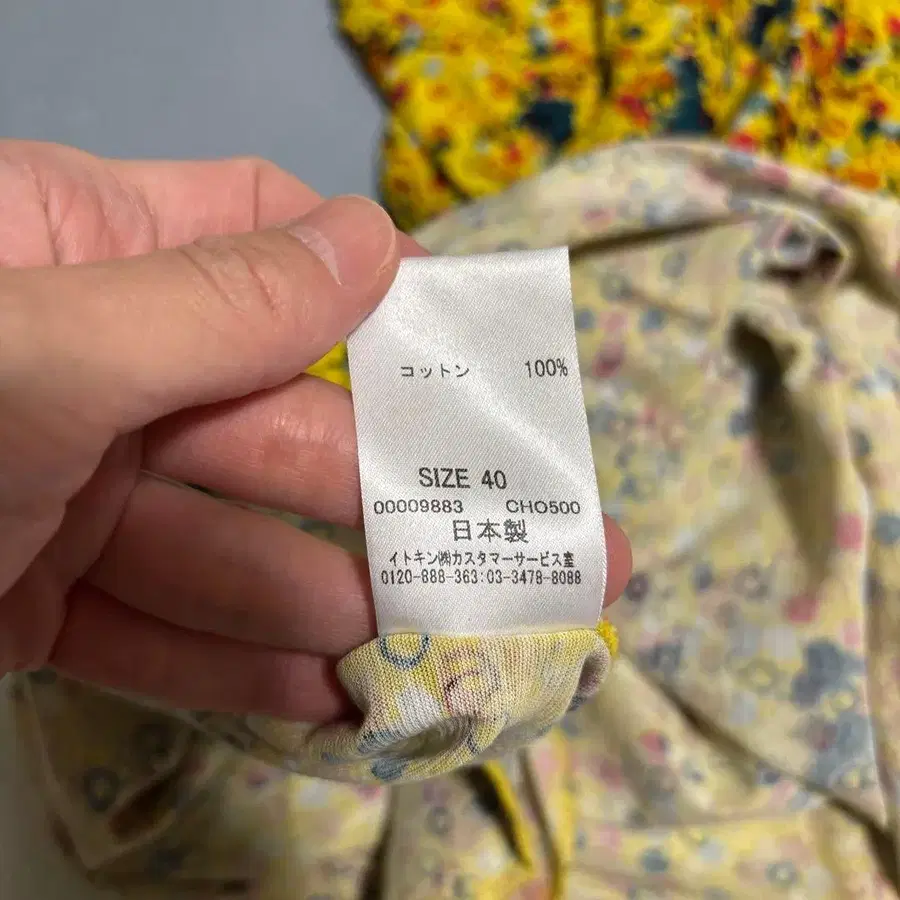 コットン 100%
SIZE 40
00009883 CHO500
日本製
イトキン㈱カスタマーサービス室
0120-888-363:03-3478-8088